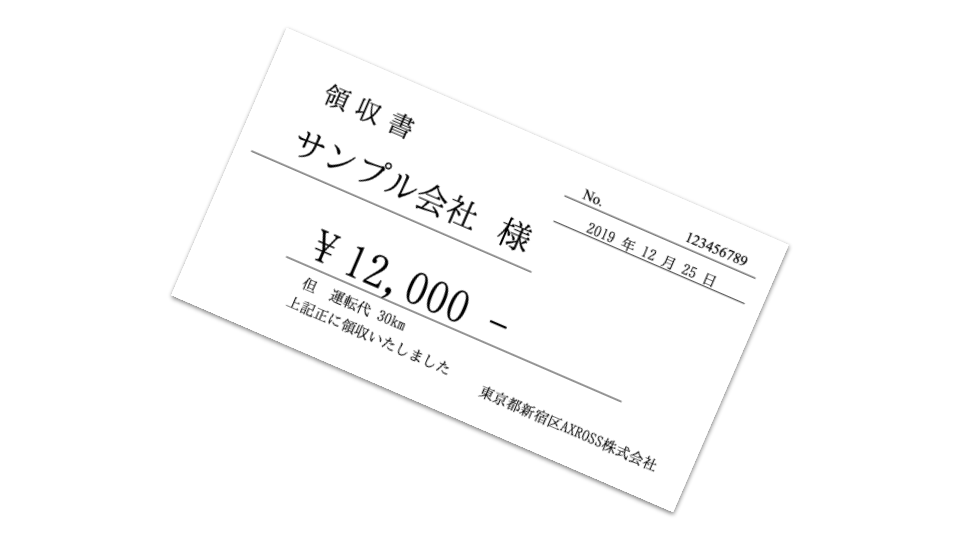 領収書
サンプル会社 様
No. 123456789
2019 年 12 月 25 日
¥12,000 -
但 運転代 30km
上記正に領収いたしました
東京都新宿区AXROSS株式会社